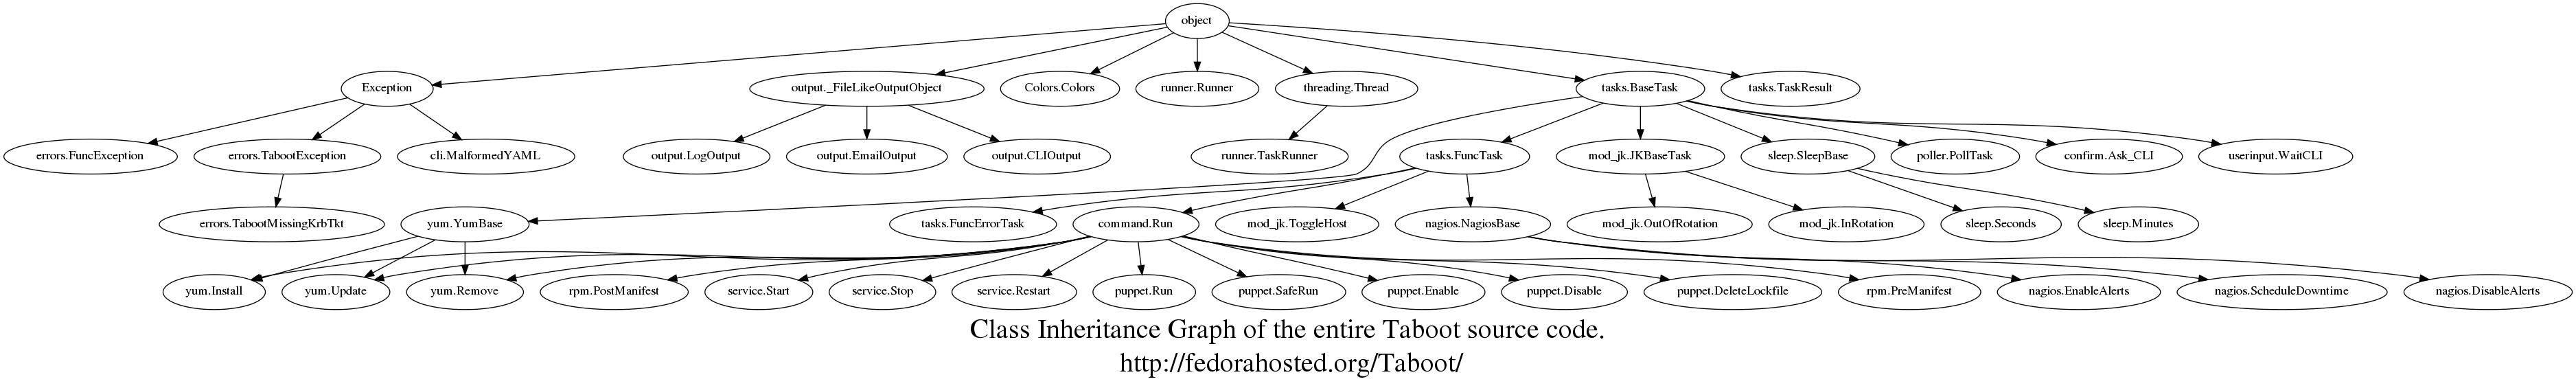 object
Exception
output._FileLikeOutputObject
Colors.Colors
runner.Runner
threading.Thread
tasks.BaseTask
tasks.TaskResult
errors.FuncException
errors.TabootException
cli.MalformedYAML
output.LogOutput
output.EmailOutput
output.CLIOutput
runner.TaskRunner
tasks.FuncTask
mod_jk.JKBaseTask
sleep.SleepBase
poller.PollTask
confirm.Ask_CLI
userinput.WaitCLI
errors.TabootMissingKrbTkt
yum.YumBase
tasks.FuncErrorTask
command.Run
mod_jk.ToggleHost
nagios.NagiosBase
mod_jk.OutOfRotation
mod_jk.InRotation
sleep.Seconds
sleep.Minutes
yum.Install
yum.Update
yum.Remove
rpm.PostManifest
service.Start
service.Stop
service.Restart
puppet.Run
puppet.SafeRun
puppet.Enable
puppet.Disable
puppet.DeleteLockfile
rpm.PreManifest
nagios.EnableAlerts
nagios.ScheduleDowntime
nagios.DisableAlerts
Class Inheritance Graph of the entire Taboot source code.
http://fedorahosted.org/Taboot/